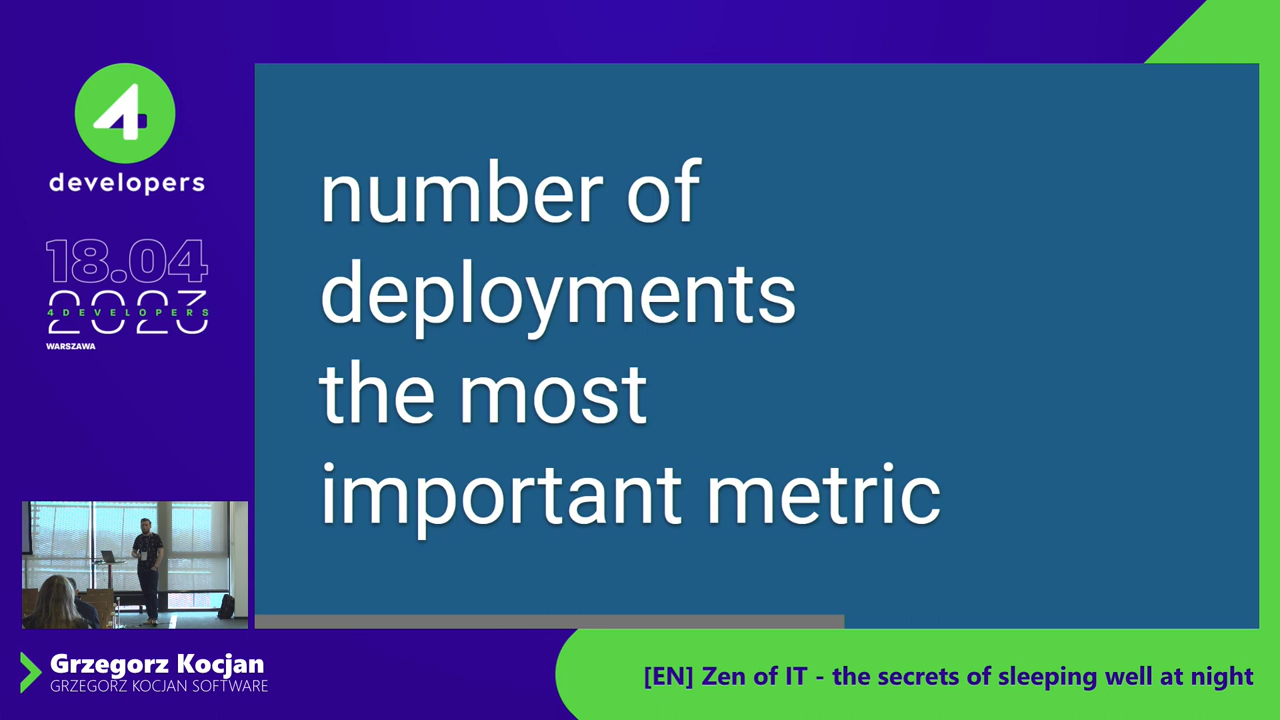 4
developers
18.04
2023
4DEVELOPERS
WARSZAWA
number of
deployments
the most
important metric
Grzegorz Kocjan
GRZEGORZ KOCJAN SOFTWARE
[EN] Zen of IT - the secrets of sleeping well at night